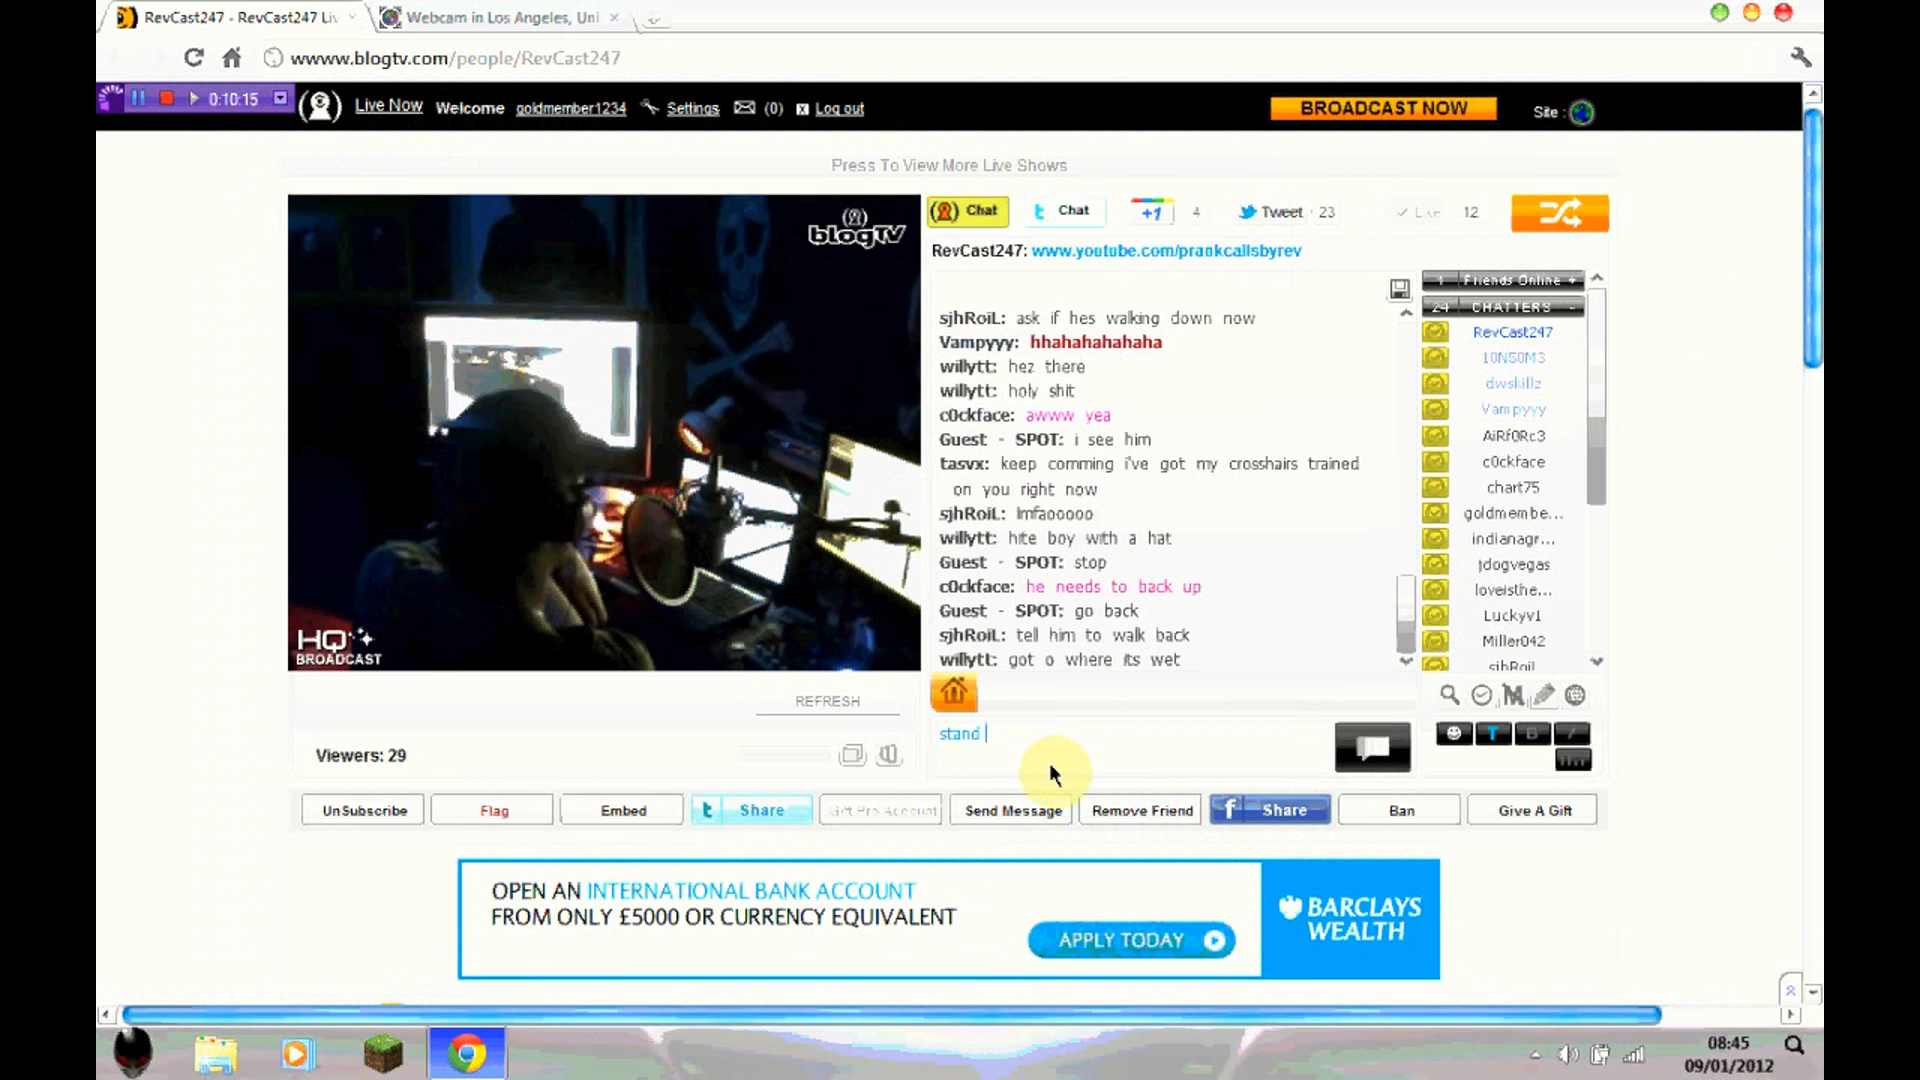 RevCast247 - RevCast247 Liv
Webcam in Los Angeles, Uni
wwww.blogtv.com/people/RevCast247
0:10:15
Live Now Welcome goldmember1234 Settings (0) Log out
BROADCAST NOW
Site :
Press To View More Live Shows
blogTV
HQ
BROADCAST
Chat
Chat
+1 4
Tweet 23
12
RevCast247: www.youtube.com/prankcallsbyrev
sjhRoiL: ask if hes walking down now
Vampyyy: hhahahahahaha
willytt: hez there
willytt: holy shit
c0ckface: awww yea
Guest - SPOT: i see him
tasvx: keep comming i've got my crosshairs trained
on you right now
sjhRoiL: lmfaooooo
willytt: hite boy with a hat
Guest - SPOT: stop
c0ckface: he needs to back up
Guest - SPOT: go back
sjhRoiL: tell him to walk back
willytt: got o where its wet
1 Friends Online +
24 CHATTERS -
RevCast247
10N50M3
dwskillz
Vampyyy
AiRf0Rc3
c0ckface
chart75
goldmembe...
indianagr...
jdogvegas
loveisthe...
Luckyv1
Miller042
sjhRoiL
REFRESH
Viewers: 29
stand
T B
UnSubscribe
Flag
Embed
t Share
Gift Pro Account
Send Message
Remove Friend
f Share
Ban
Give A Gift
OPEN AN INTERNATIONAL BANK ACCOUNT
FROM ONLY £5000 OR CURRENCY EQUIVALENT
APPLY TODAY
BARCLAYS
WEALTH
08:45
09/01/2012